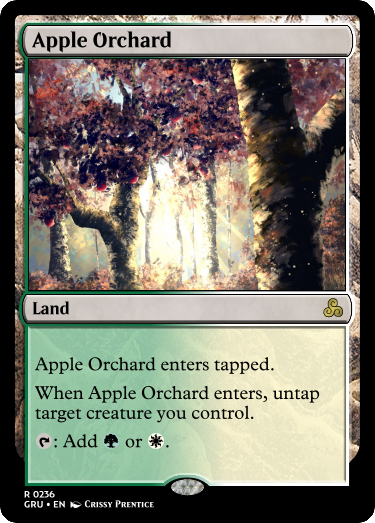 Apple Orchard
Land
Apple Orchard enters tapped.
When Apple Orchard enters, untap
target creature you control.
: Add or .
R 0236
GRU • EN Crissy Prentice